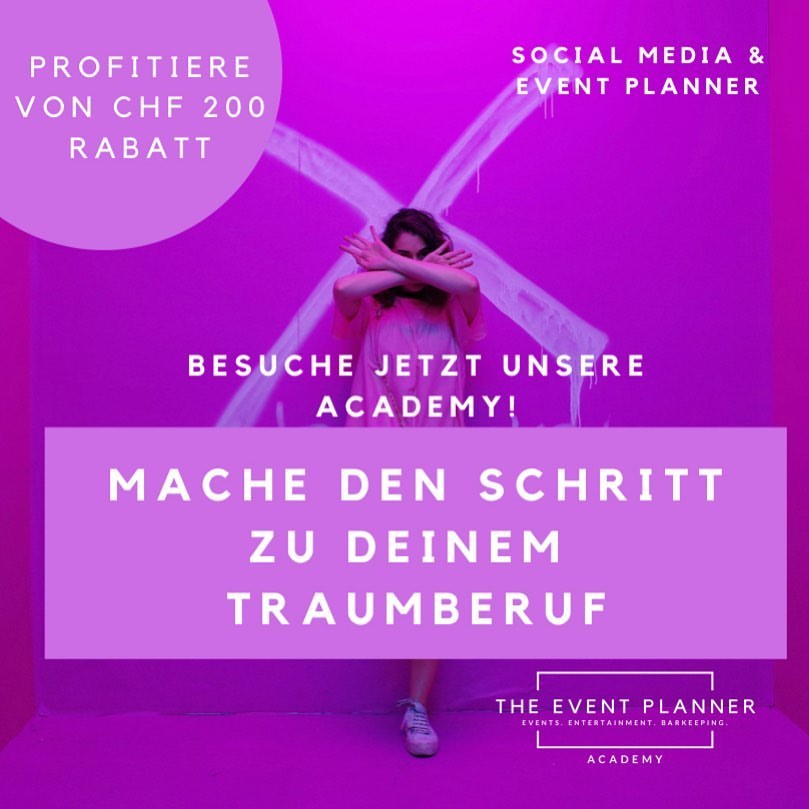 PROFITIERE
VON CHF 200
RABATT
SOCIAL MEDIA &
EVENT PLANNER
BESUCHE JETZT UNSERE
ACADEMY!
MACHE DEN SCHRITT
ZU DEINEM
TRAUMBERUF
THE EVENT PLANNER
EVENTS. ENTERTAINMENT. BARKEEPING.
ACADEMY